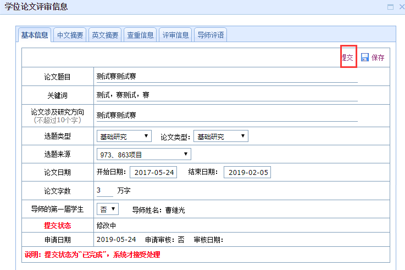 学位论文评审信息
基本信息 中文摘要 英文摘要 查重信息 评审信息 导师评语
提交 保存
论文题目 测试赛测试赛
关键词 测试，赛测试，赛
论文涉及研究方向 测试赛测试赛
（不超过10个字）
选题类型 基础研究 论文类型： 基础研究
选题来源 973、863项目
论文日期 开始日期： 2017-05-24 结束日期： 2019-02-05
论文字数 3 万字
导师的第一届学生 否 导师姓名：曹继光
提交状态 修改中
申请日期 2019-05-24 申请审核：否 审核日期：
说明：提交状态为"已完成"，系统才接受处理